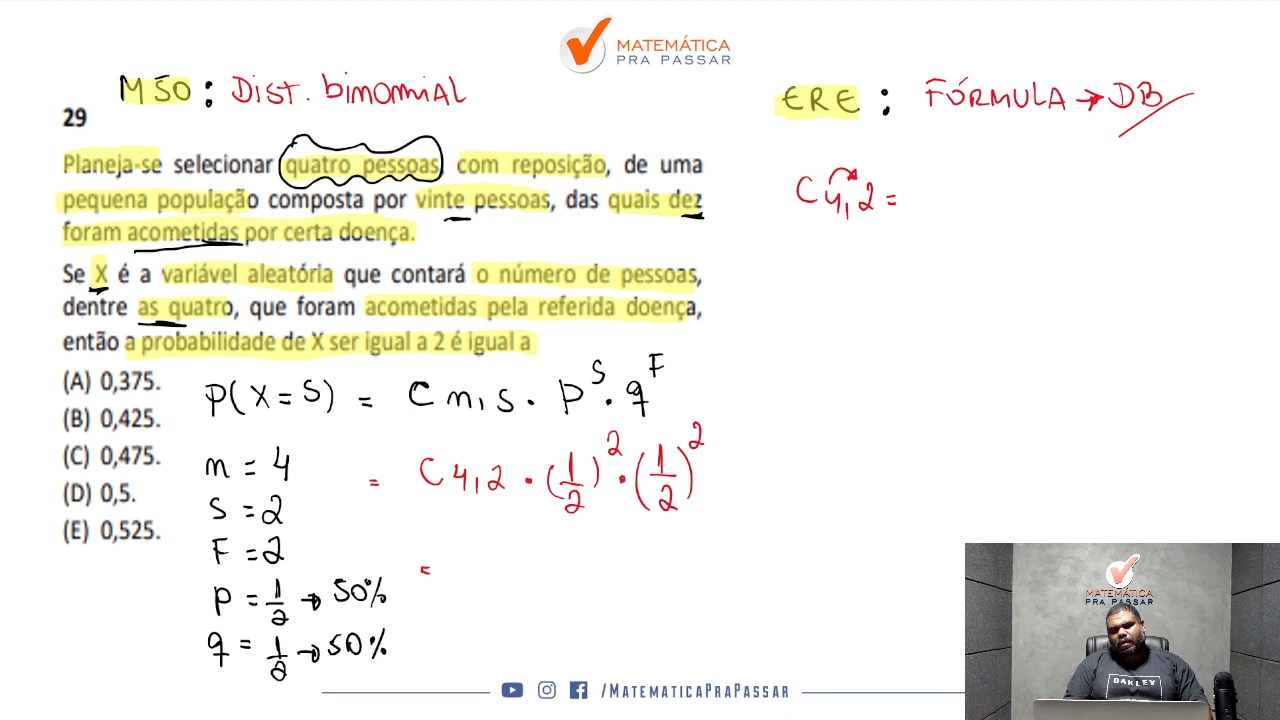 MATEMÁTICA
PRA PASSAR
M50: DIST. binomiAL
ERE: FÓRMULA → DB
29
Planeja-se selecionar quatro pessoas, com reposição, de uma
pequena população composta por vinte pessoas, das quais dez
foram acometidas por certa doença.
Se X é a variável aleatória que contará o número de pessoas,
dentre as quatro, que foram acometidas pela referida doença,
então a probabilidade de X ser igual a 2 é igual a
(A) 0,375.
(B) 0,425.
(C) 0,475.
(D) 0,5.
(E) 0,525.
C4,2 =
P(X=S) = Cn,s · p^S · q^F
= C4,2 · (1/2)^2 · (1/2)^2
=
n = 4
S = 2
F = 2
p = 1/2 → 50%
q = 1/2 → 50%
MATEMÁTICA
PRA PASSAR
OAKLEY
/MatematicaPraPassar